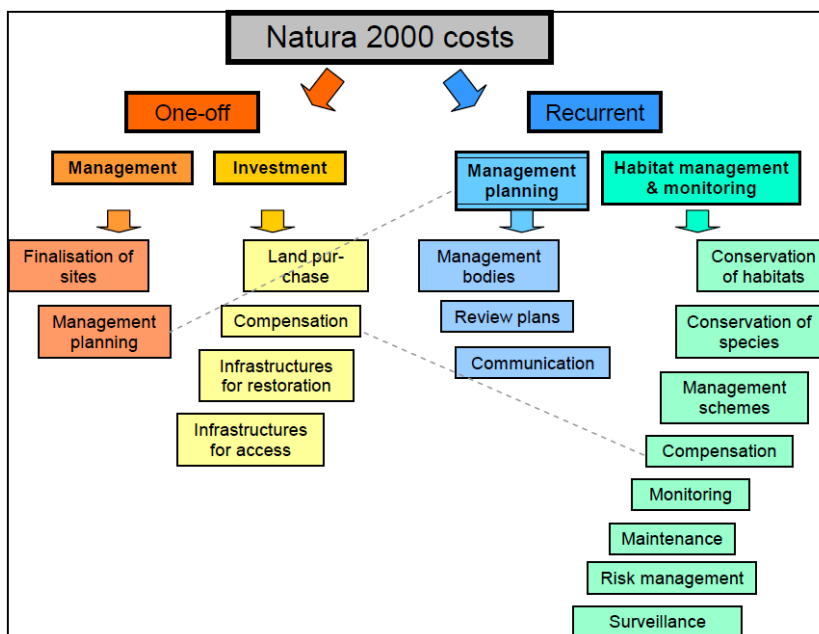 Natura 2000 costs
One-off
Recurrent
Management
Investment
Management
planning
Habitat management
& monitoring
Finalisation of
sites
Management
planning
Land pur-
chase
Compensation
Infrastructures
for restoration
Infrastructures
for access
Management
bodies
Review plans
Communication
Conservation
of habitats
Conservation of
species
Management
schemes
Compensation
Monitoring
Maintenance
Risk management
Surveillance